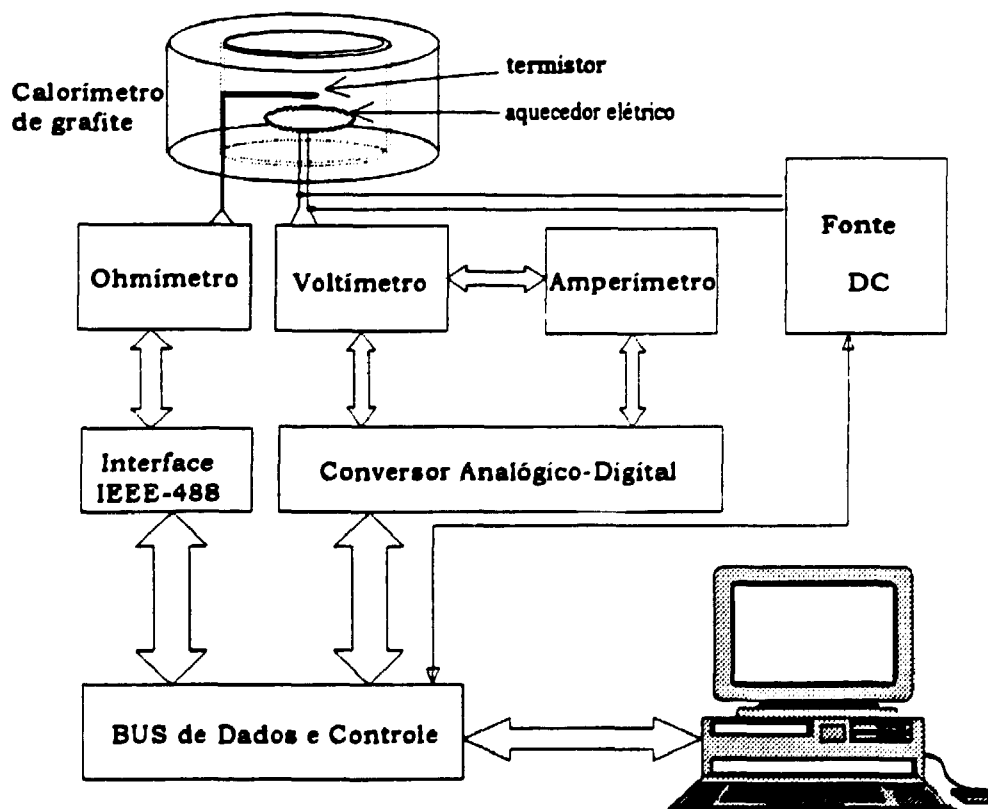 termistor
Calorímetro
de grafite
aquecedor elétrico
Fonte
DC
Ohmímetro
Voltímetro
Amperímetro
Interface
IEEE-488
Conversor Analógico-Digital
BUS de Dados e Controle